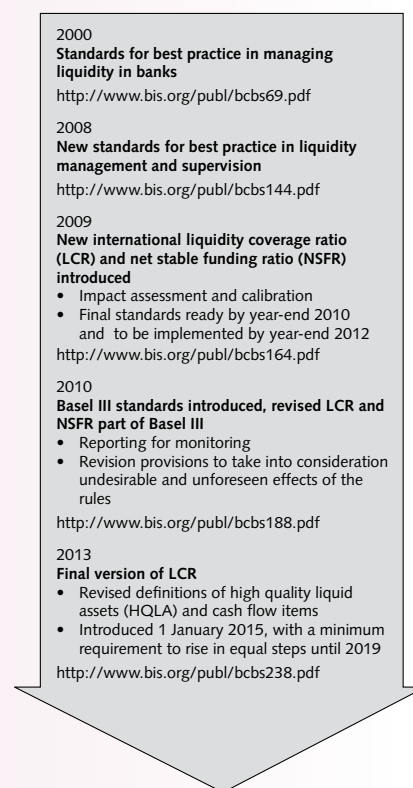 2000
Standards for best practice in managing
liquidity in banks
http://www.bis.org/publ/bcbs69.pdf
2008
New standards for best practice in liquidity
management and supervision
http://www.bis.org/publ/bcbs144.pdf
2009
New international liquidity coverage ratio
(LCR) and net stable funding ratio (NSFR)
introduced
• Impact assessment and calibration
• Final standards ready by year-end 2010
and to be implemented by year-end 2012
http://www.bis.org/publ/bcbs164.pdf
2010
Basel III standards introduced, revised LCR and
NSFR part of Basel III
• Reporting for monitoring
• Revision provisions to take into consideration
undesirable and unforeseen effects of the
rules
http://www.bis.org/publ/bcbs188.pdf
2013
Final version of LCR
• Revised definitions of high quality liquid
assets (HQLA) and cash flow items
• Introduced 1 January 2015, with a minimum
requirement to rise in equal steps until 2019
http://www.bis.org/publ/bcbs238.pdf